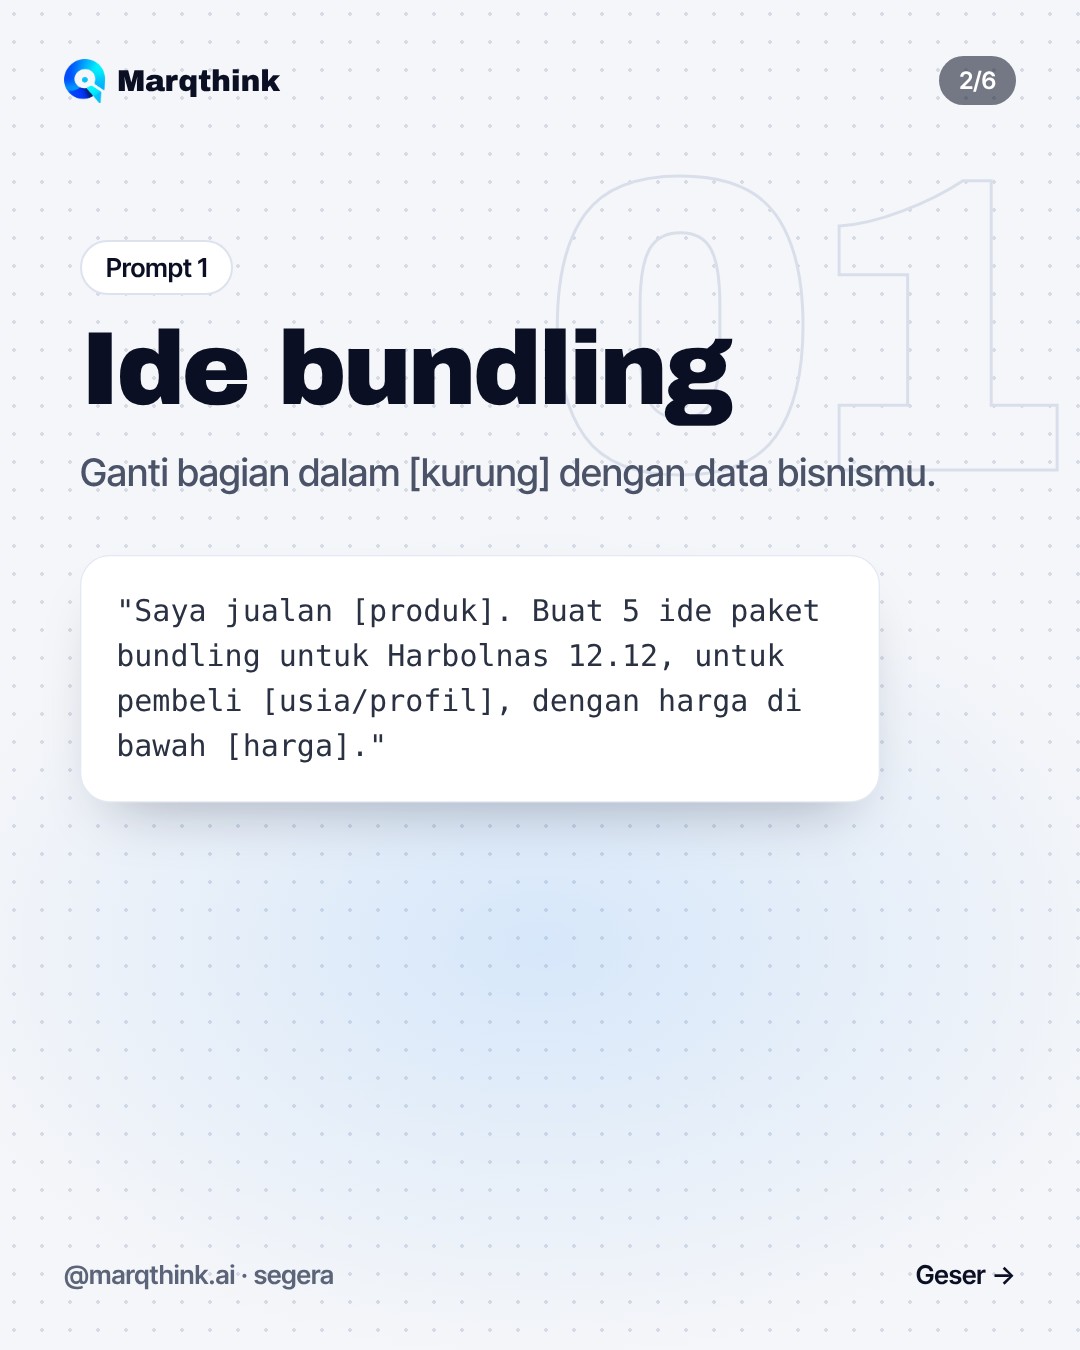 Marqthink
2/6
01
Prompt 1
Ide bundling
Ganti bagian dalam [kurung] dengan data bisnismu.
"Saya jualan [produk]. Buat 5 ide paket
bundling untuk Harbolnas 12.12, untuk
pembeli [usia/profil], dengan harga di
bawah [harga]."
@marqthink.ai · segera
Geser →